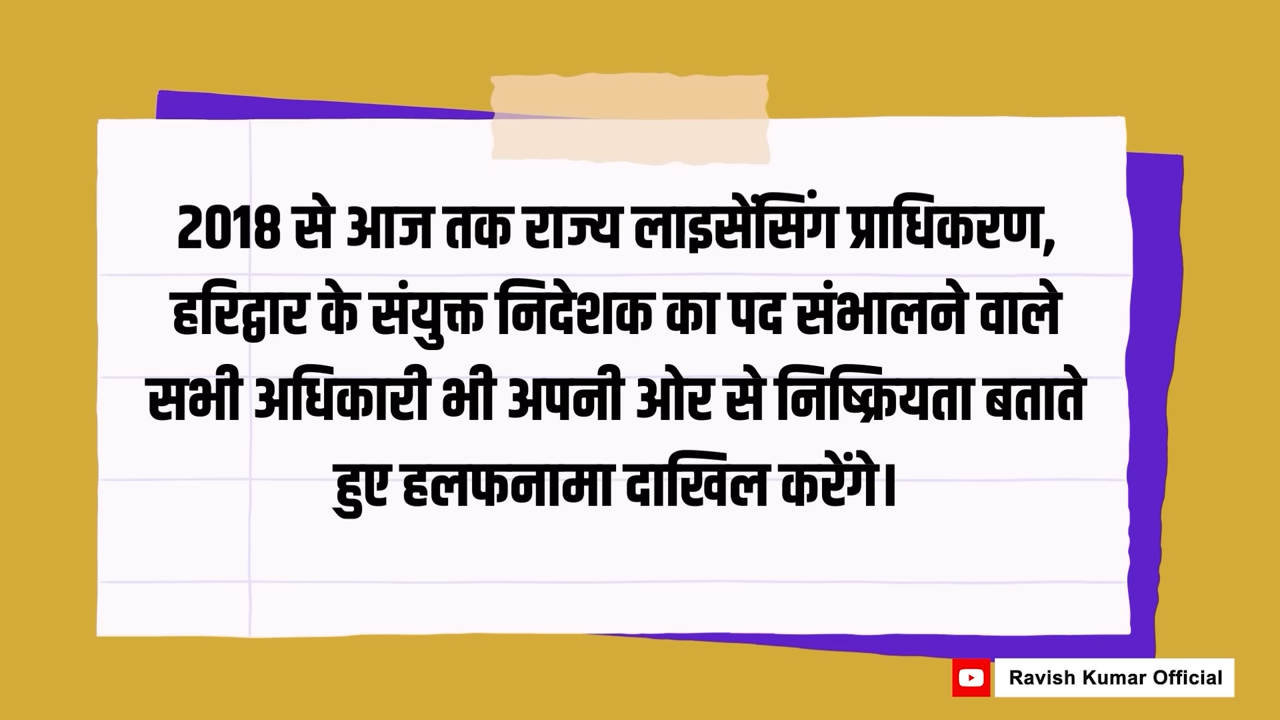 2018 से आज तक राज्य लाइसेंसिंग प्राधिकरण,
हरिद्वार के संयुक्त निदेशक का पद संभालने वाले
सभी अधिकारी भी अपनी ओर से निष्क्रियता बताते
हुए हलफनामा दाखिल करेंगे।
Ravish Kumar Official